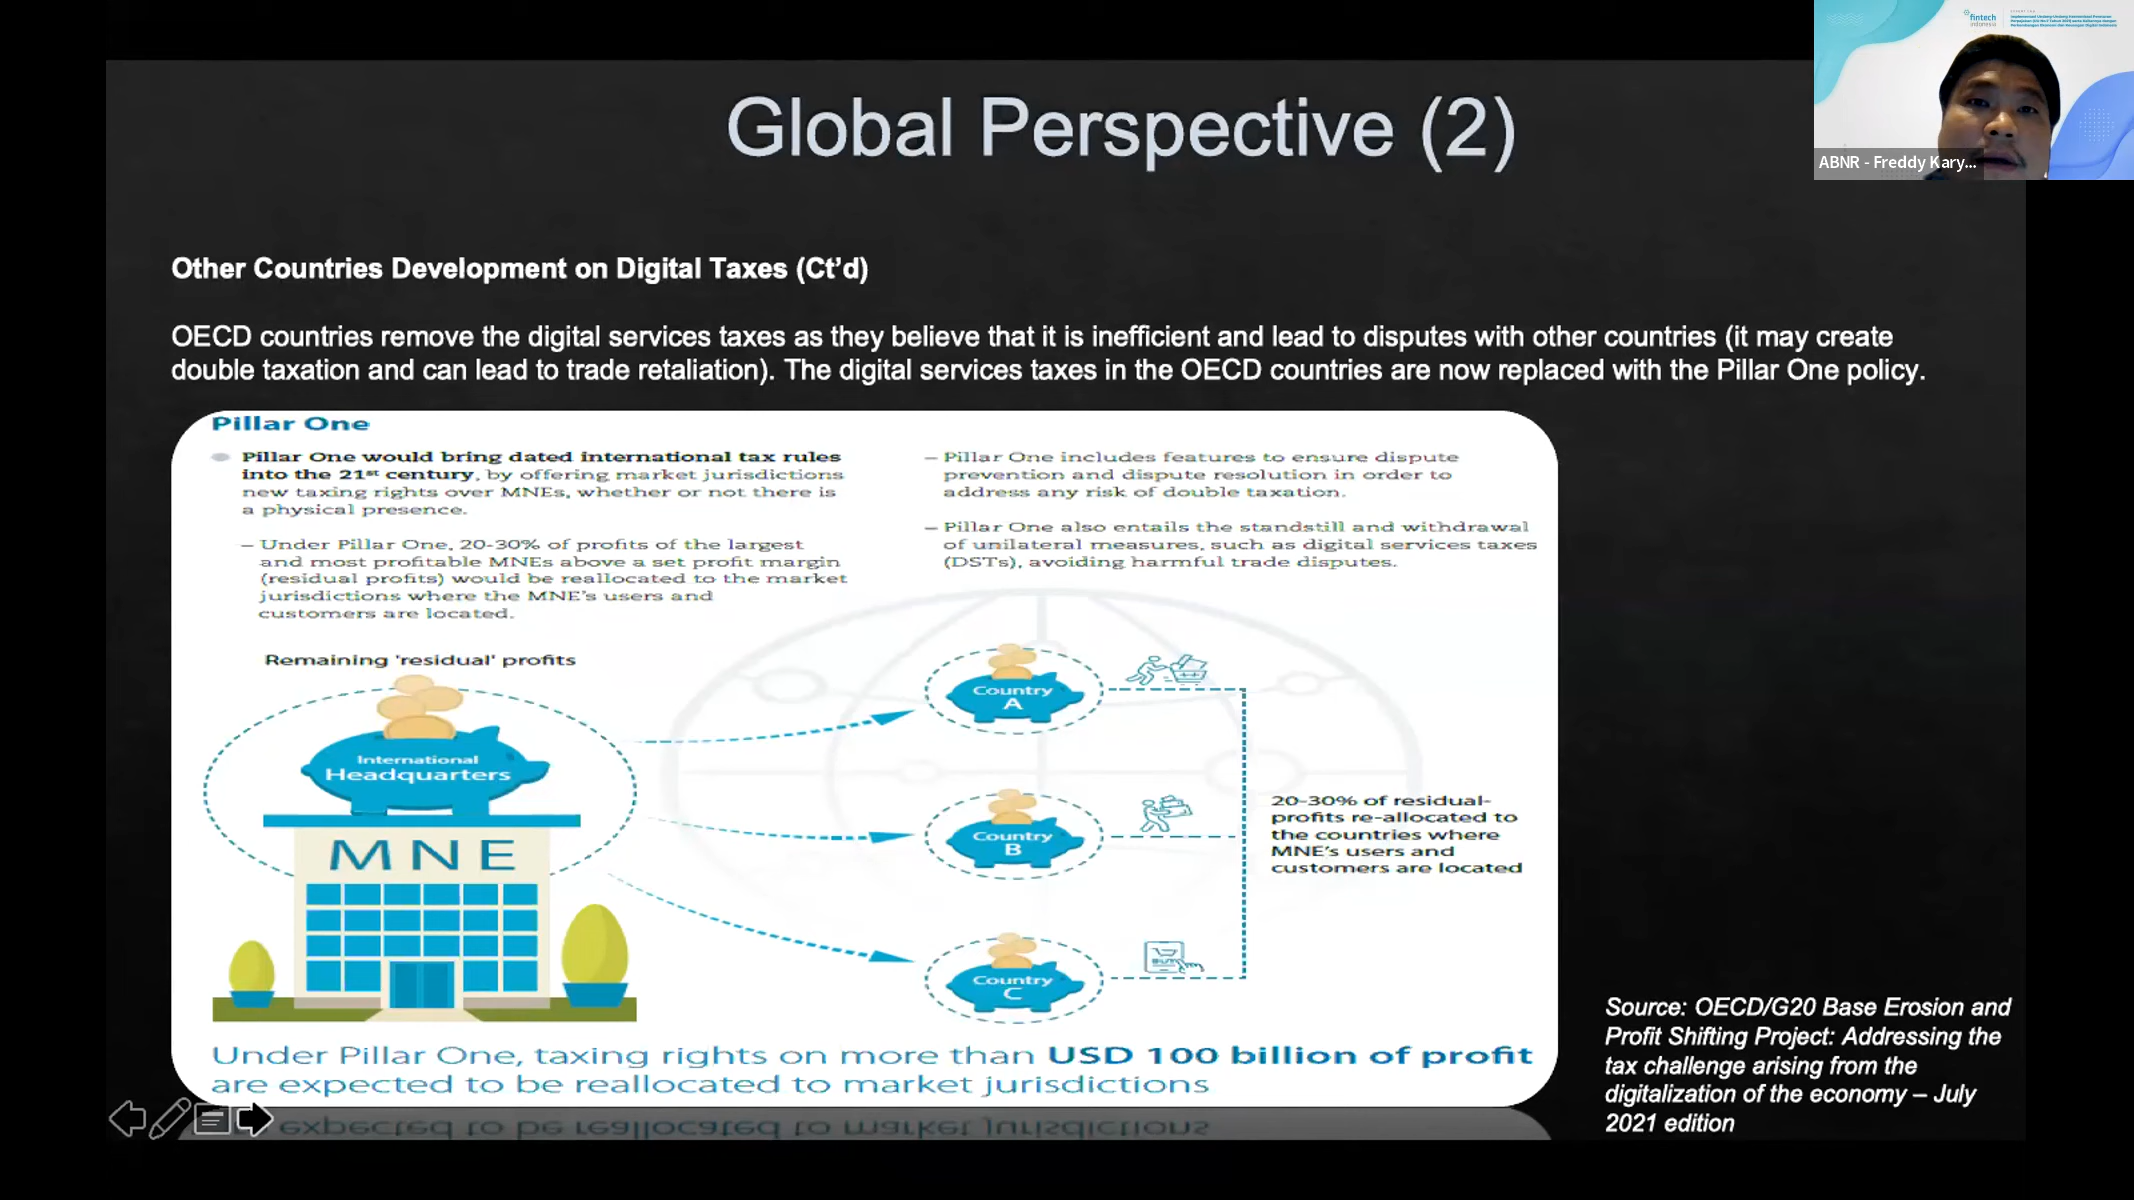 Global Perspective (2)
fintech
indonesia
ABNR - Freddy Kary...
Other Countries Development on Digital Taxes (Ct'd)
OECD countries remove the digital services taxes as they believe that it is inefficient and lead to disputes with other countries (it may create
double taxation and can lead to trade retaliation). The digital services taxes in the OECD countries are now replaced with the Pillar One policy.
Pillar One
Pillar One would bring dated international tax rules
into the 21st century, by offering market jurisdictions
new taxing rights over MNEs, whether or not there is
a physical presence.
– Under Pillar One, 20-30% of profits of the largest
and most profitable MNEs above a set profit margin
(residual profits) would be reallocated to the market
jurisdictions where the MNE's users and
customers are located.
– Pillar One includes features to ensure dispute
prevention and dispute resolution in order to
address any risk of double taxation.
– Pillar One also entails the standstill and withdrawal
of unilateral measures, such as digital services taxes
(DSTs), avoiding harmful trade disputes.
Remaining 'residual' profits
International
Headquarters
MNE
Country
A
Country
B
Country
C
BUY
20-30% of residual-
profits re-allocated to
the countries where
MNE's users and
customers are located
Under Pillar One, taxing rights on more than USD 100 billion of profit
are expected to be reallocated to market jurisdictions
Source: OECD/G20 Base Erosion and
Profit Shifting Project: Addressing the
tax challenge arising from the
digitalization of the economy – July
2021 edition